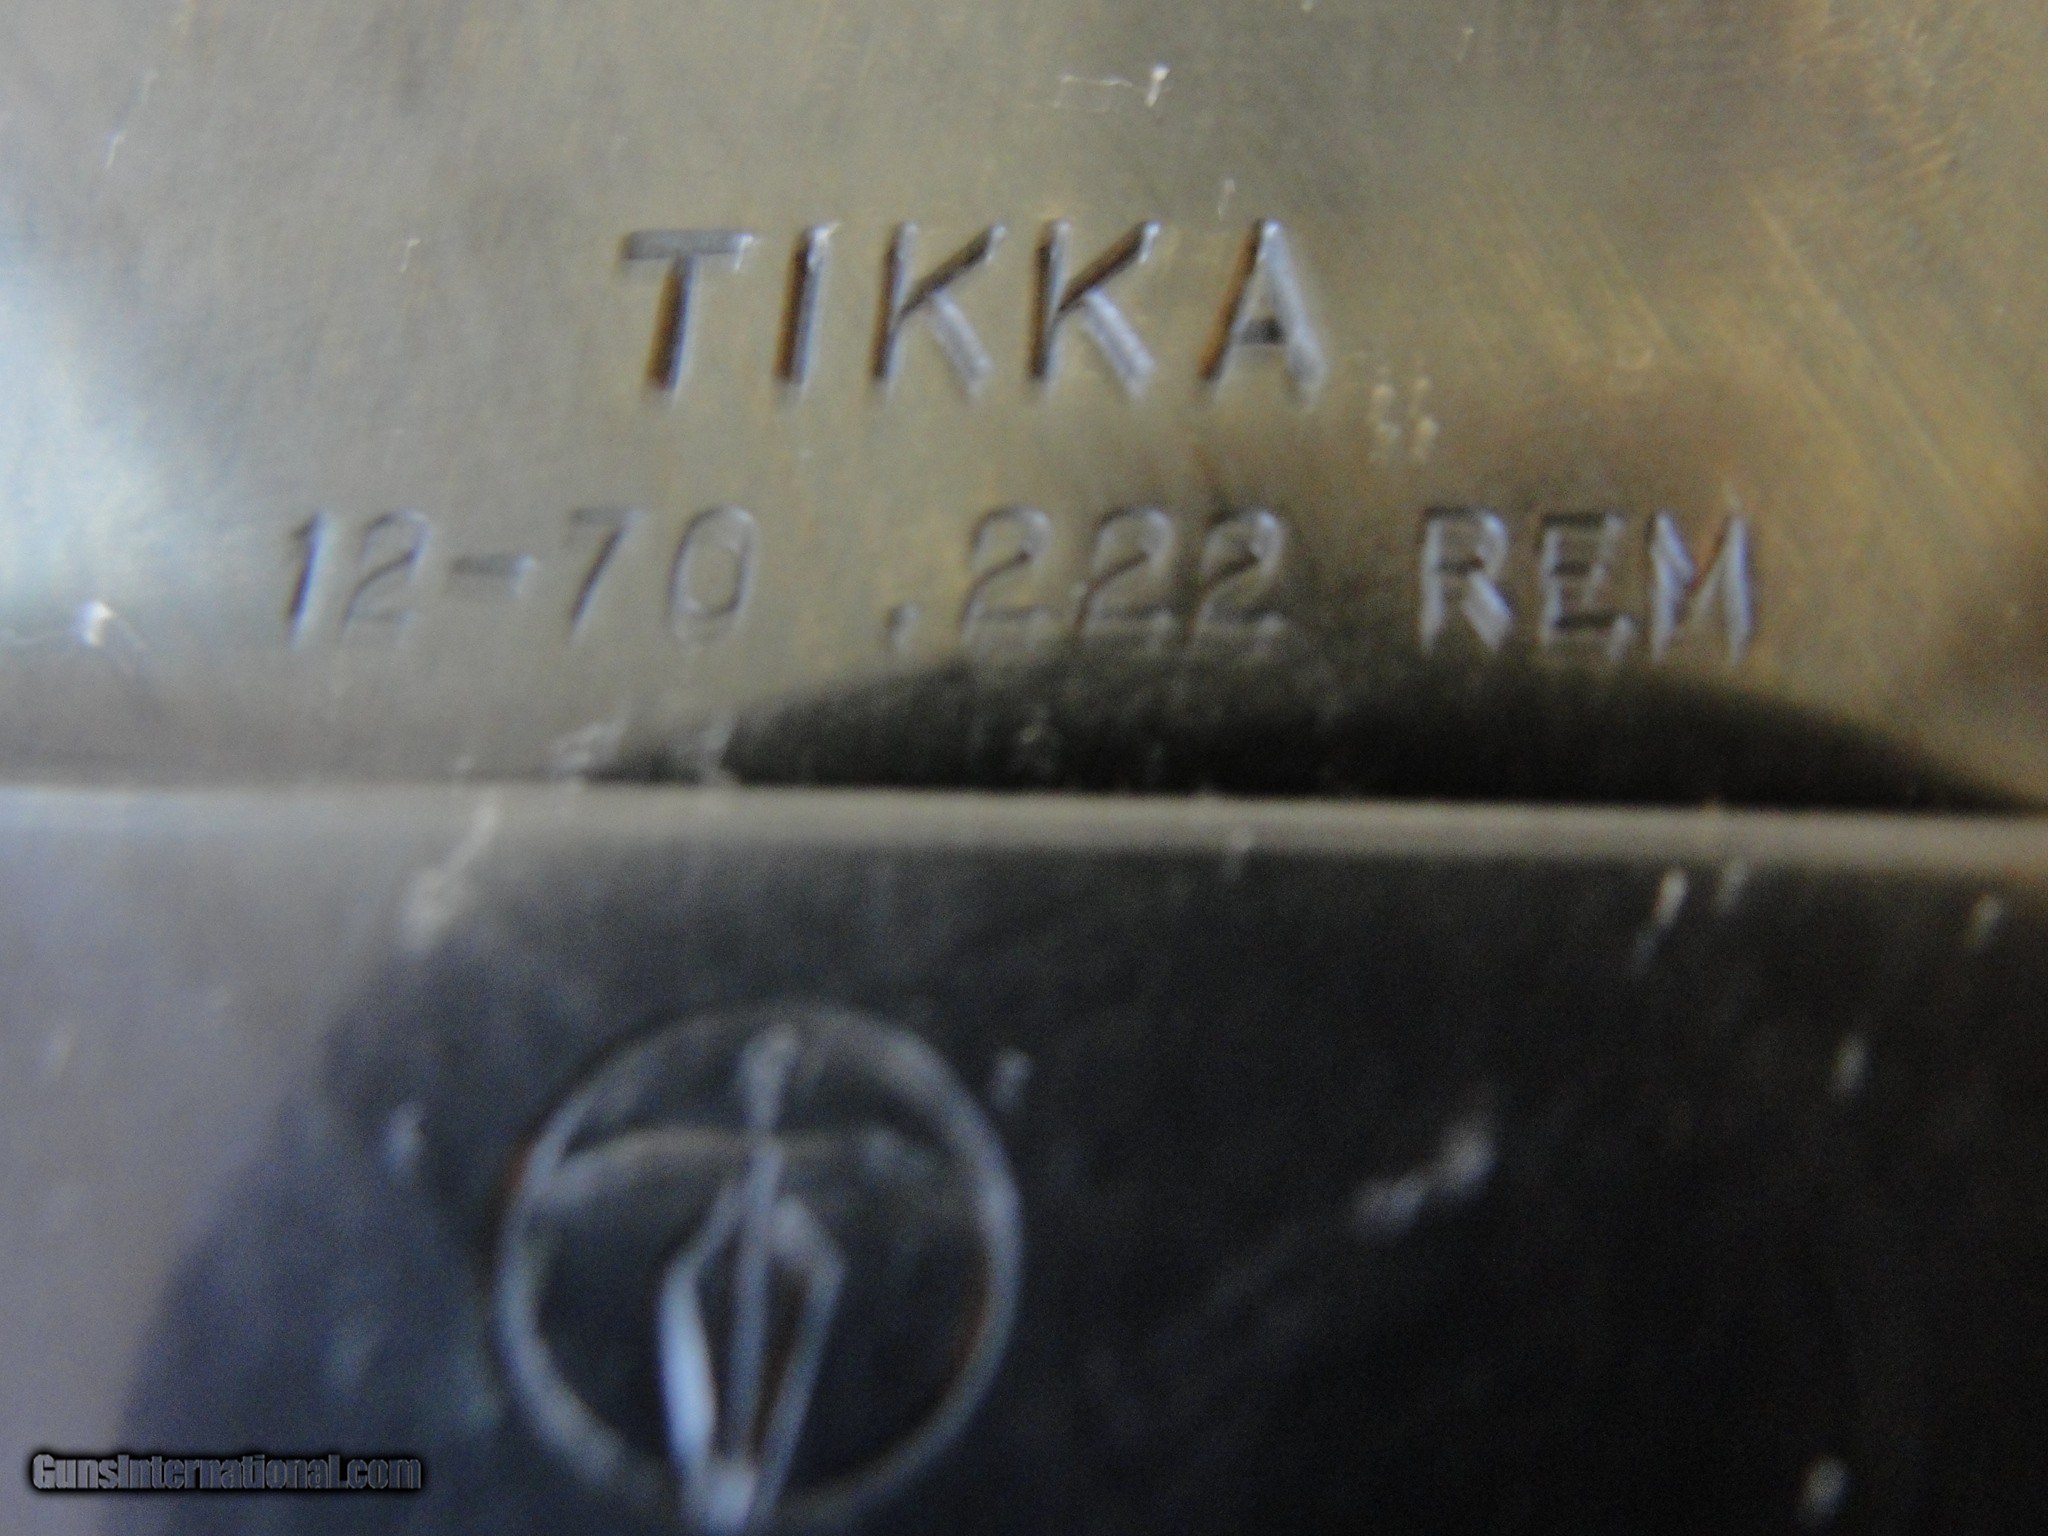 TIKKA
12-70 .222 REM
GunsInternational.com